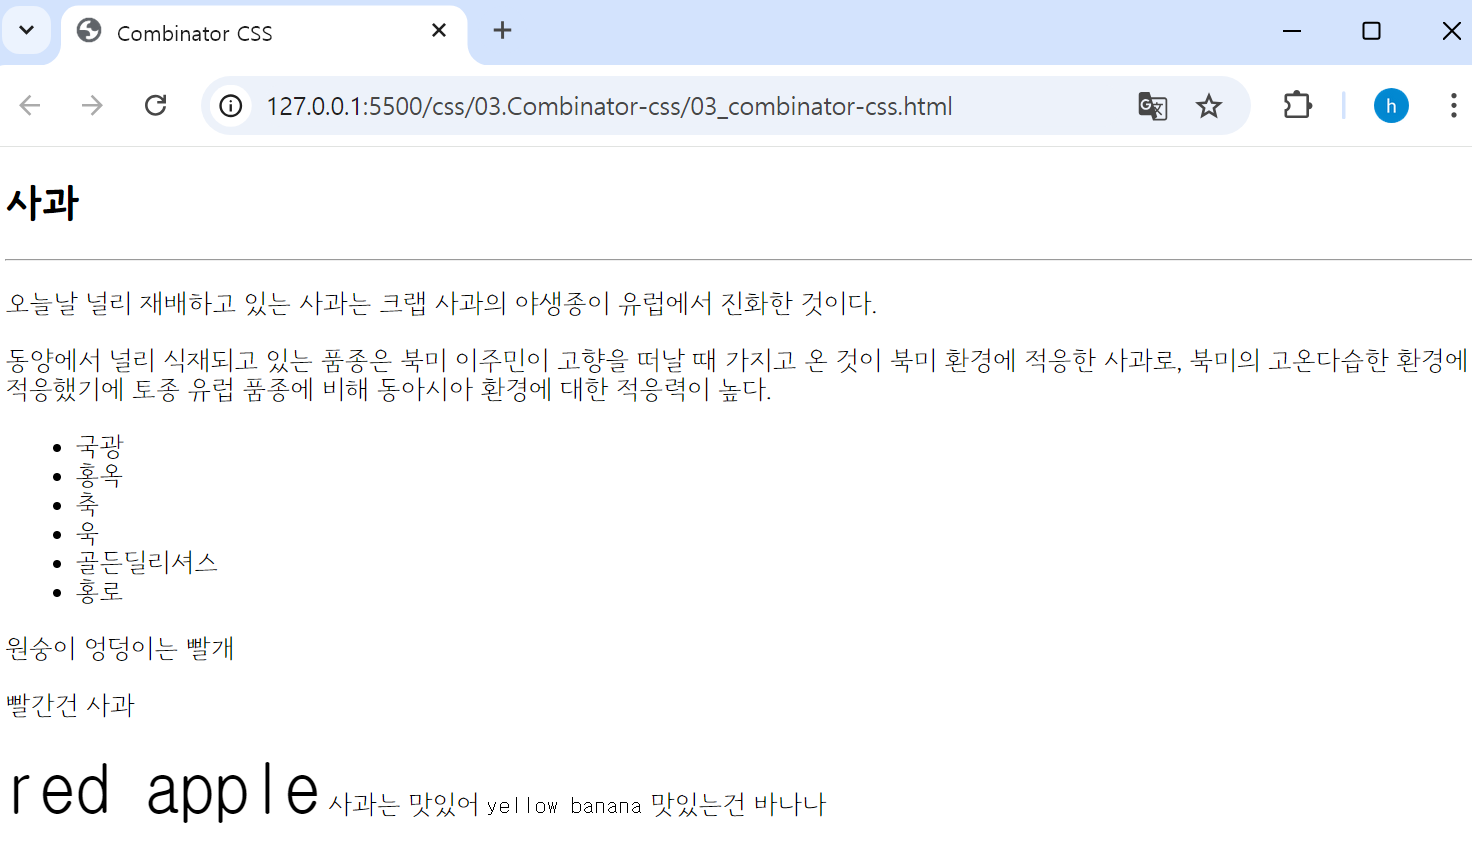 Combinator CSS
127.0.0.1:5500/css/03.Combinator-css/03_combinator-css.html
h
사과
오늘날 널리 재배하고 있는 사과는 크랩 사과의 야생종이 유럽에서 진화한 것이다.
동양에서 널리 식재되고 있는 품종은 북미 이주민이 고향을 떠날 때 가지고 온 것이 북미 환경에 적응한 사과로, 북미의 고온다습한 환경에
적응했기에 토종 유럽 품종에 비해 동아시아 환경에 대한 적응력이 높다.
국광
홍옥
축
욱
골든딜리셔스
홍로
원숭이 엉덩이는 빨개
빨간건 사과
red apple 사과는 맛있어 yellow banana 맛있는건 바나나